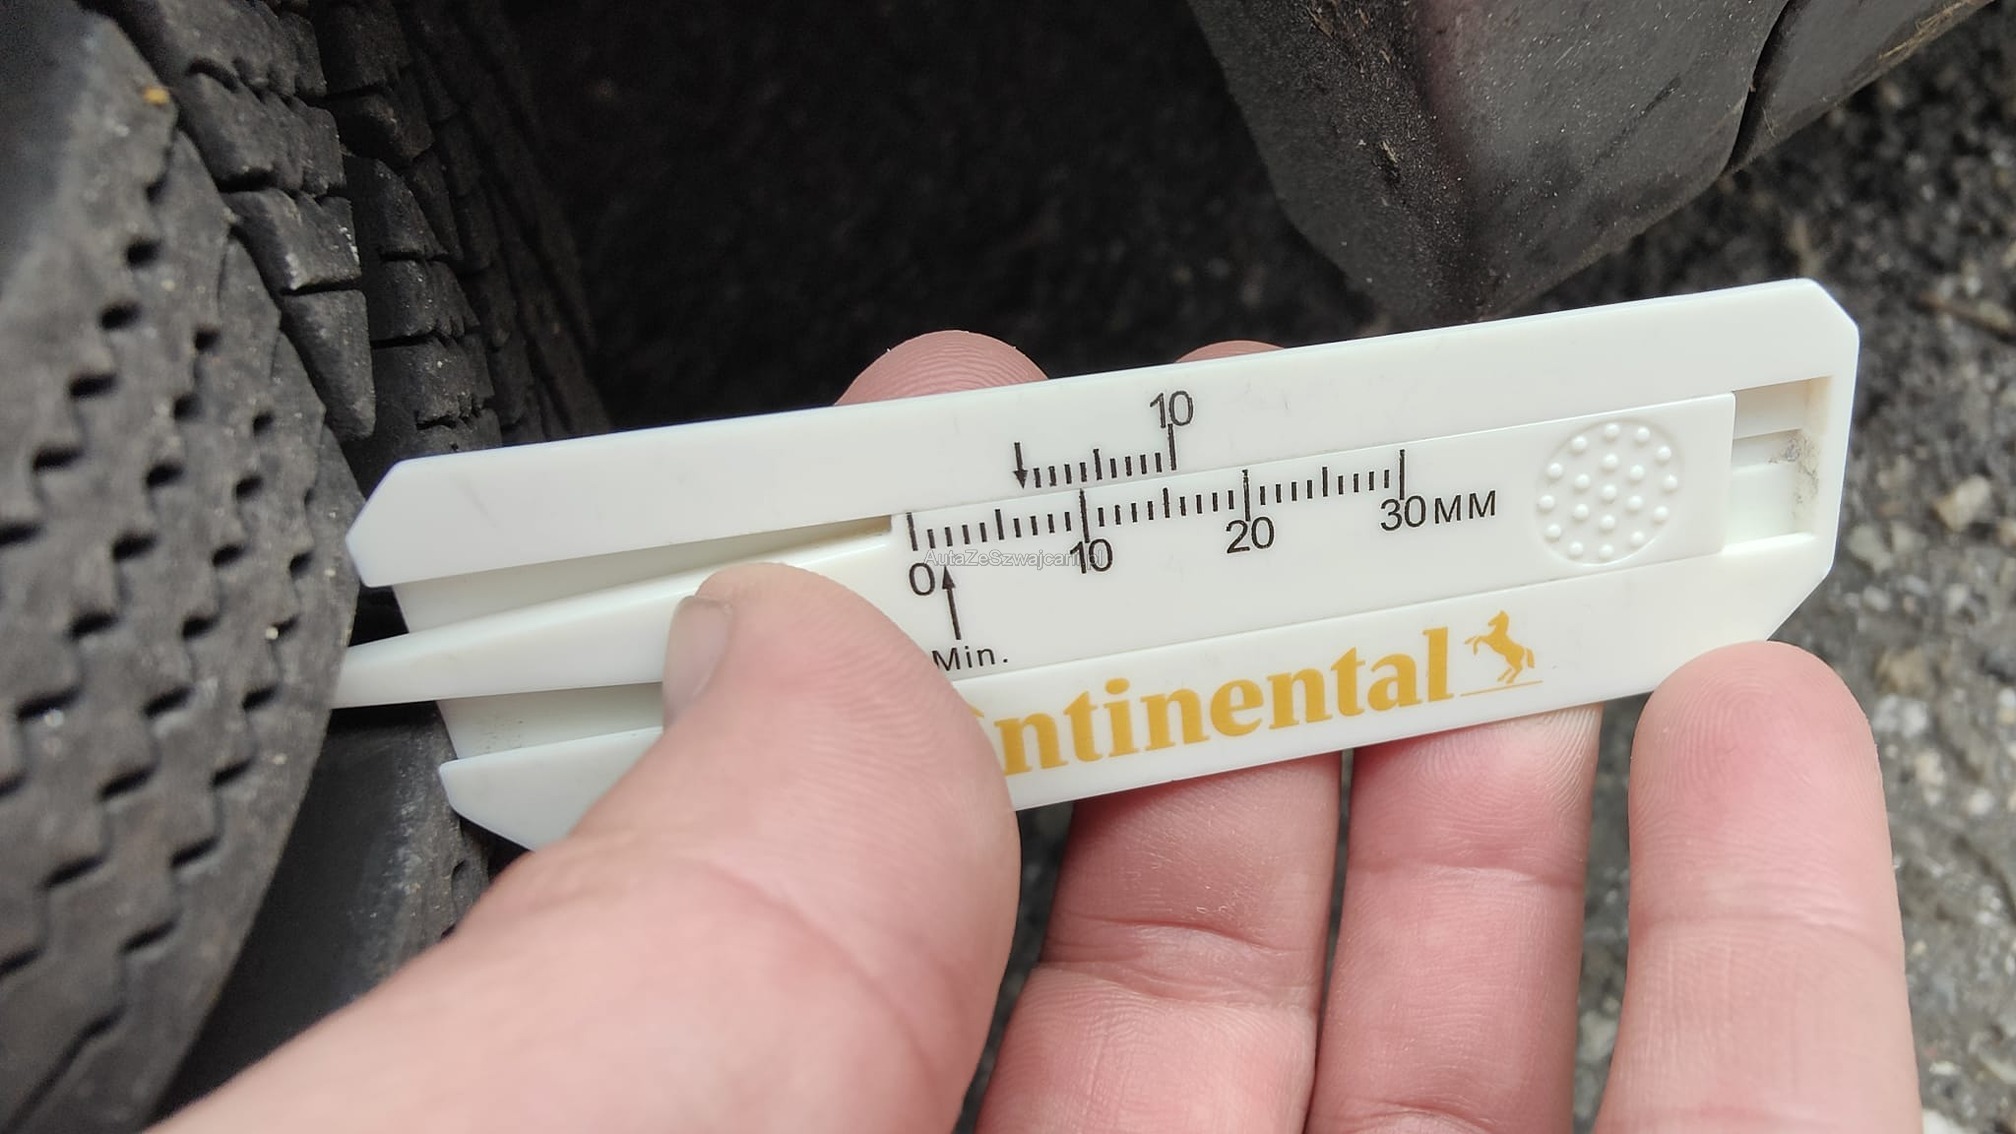 10
0 10 20 30MM
AutaZeSzwajcarii.pl
Min.
ntinental